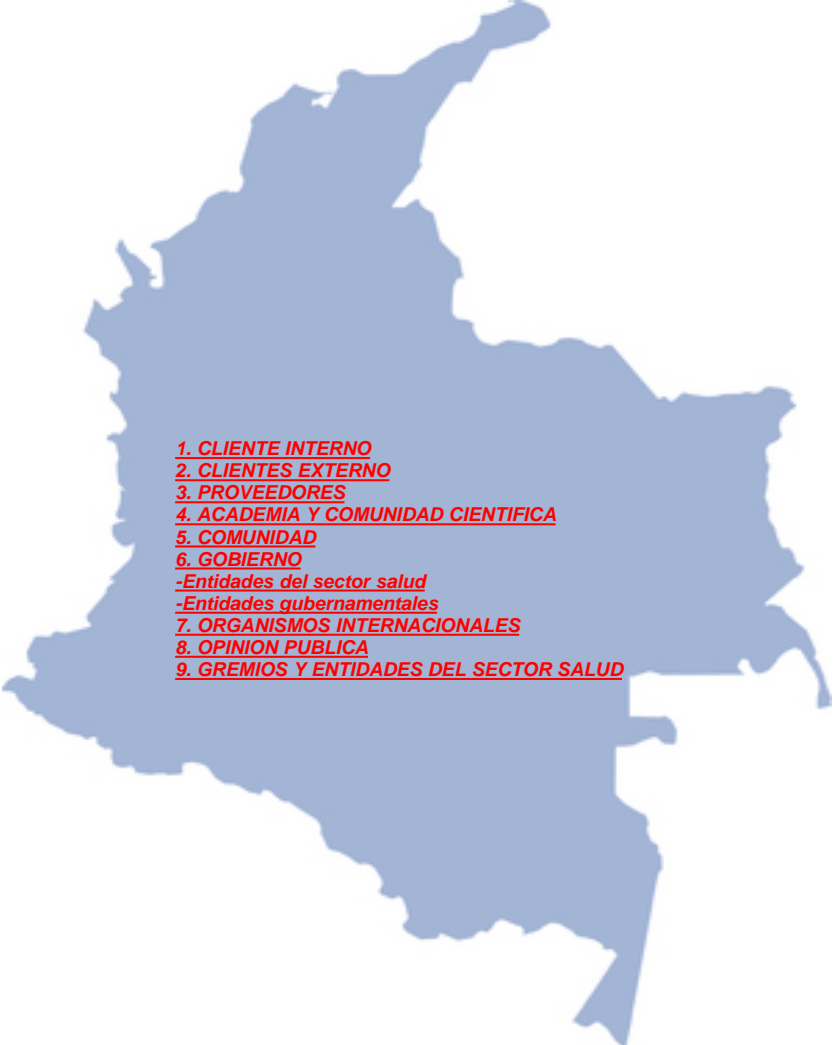 1. CLIENTE INTERNO
2. CLIENTES EXTERNO
3. PROVEEDORES
4. ACADEMIA Y COMUNIDAD CIENTIFICA
5. COMUNIDAD
6. GOBIERNO
-Entidades del sector salud
-Entidades gubernamentales
7. ORGANISMOS INTERNACIONALES
8. OPINION PUBLICA
9. GREMIOS Y ENTIDADES DEL SECTOR SALUD